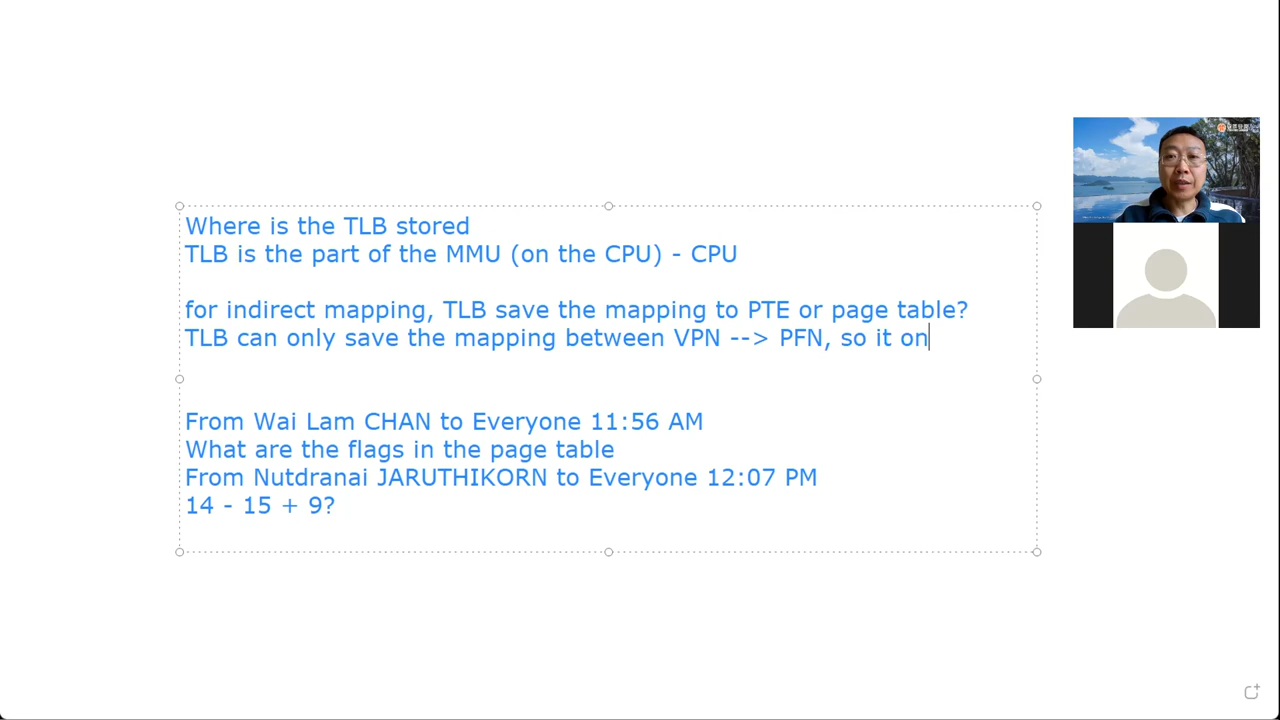 Where is the TLB stored
TLB is the part of the MMU (on the CPU) - CPU
for indirect mapping, TLB save the mapping to PTE or page table?
TLB can only save the mapping between VPN --> PFN, so it on
From Wai Lam CHAN to Everyone 11:56 AM
What are the flags in the page table
From Nutdranai JARUTHIKORN to Everyone 12:07 PM
14 - 15 + 9?